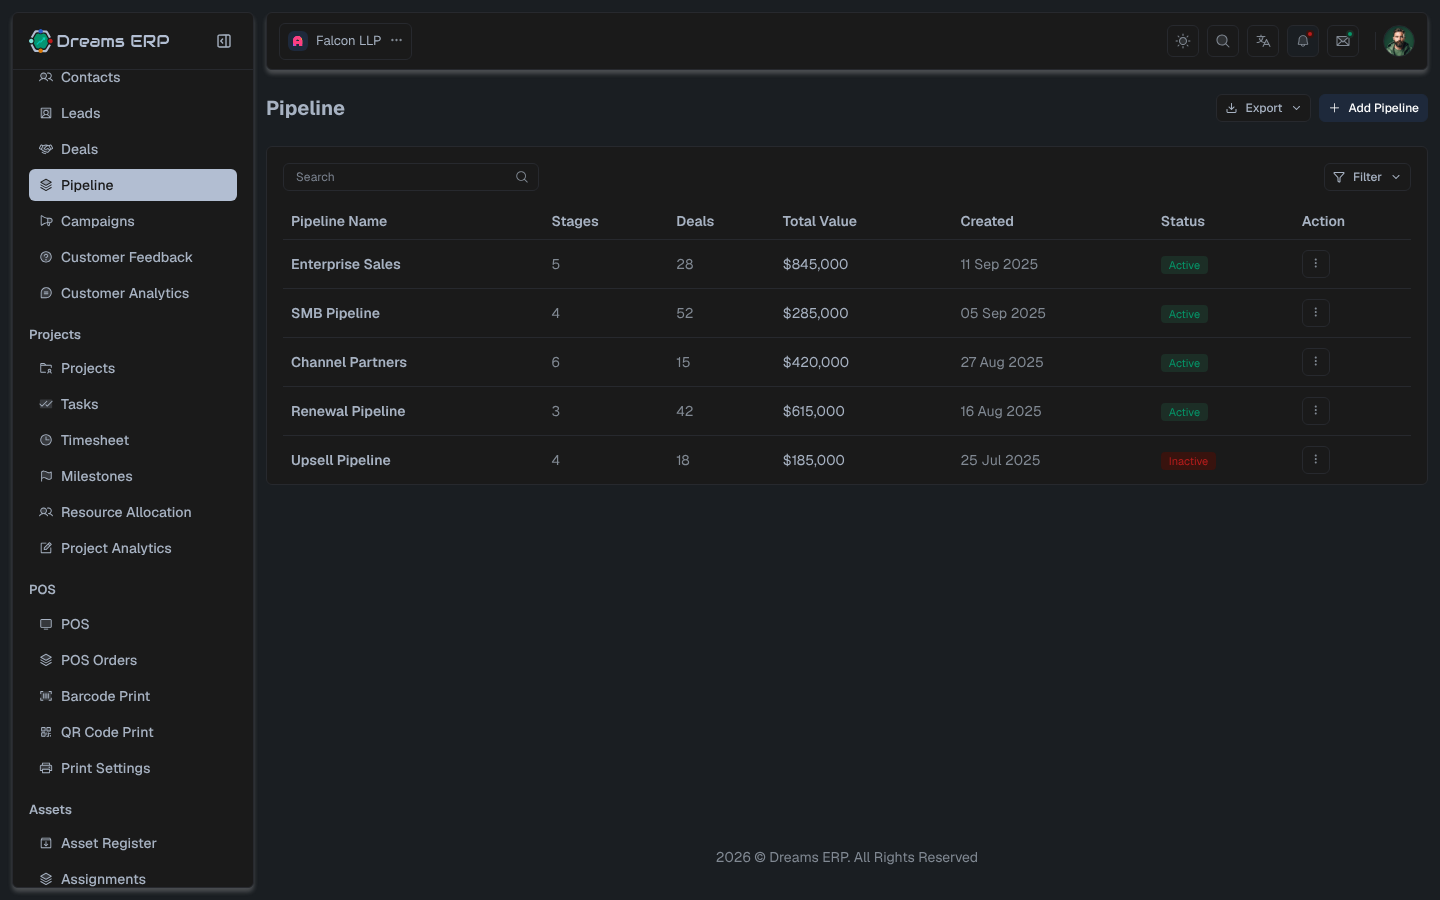 Dreams ERP
Contacts
Leads
Deals
Pipeline
Campaigns
Customer Feedback
Customer Analytics
Projects
Projects
Tasks
Timesheet
Milestones
Resource Allocation
Project Analytics
POS
POS
POS Orders
Barcode Print
QR Code Print
Print Settings
Assets
Asset Register
Assignments
Falcon LLP
Pipeline
Export
Add Pipeline
Search
Filter
Pipeline Name Stages Deals Total Value Created Status Action
Enterprise Sales 5 28 $845,000 11 Sep 2025 Active
SMB Pipeline 4 52 $285,000 05 Sep 2025 Active
Channel Partners 6 15 $420,000 27 Aug 2025 Active
Renewal Pipeline 3 42 $615,000 16 Aug 2025 Active
Upsell Pipeline 4 18 $185,000 25 Jul 2025 Inactive
2026 © Dreams ERP. All Rights Reserved